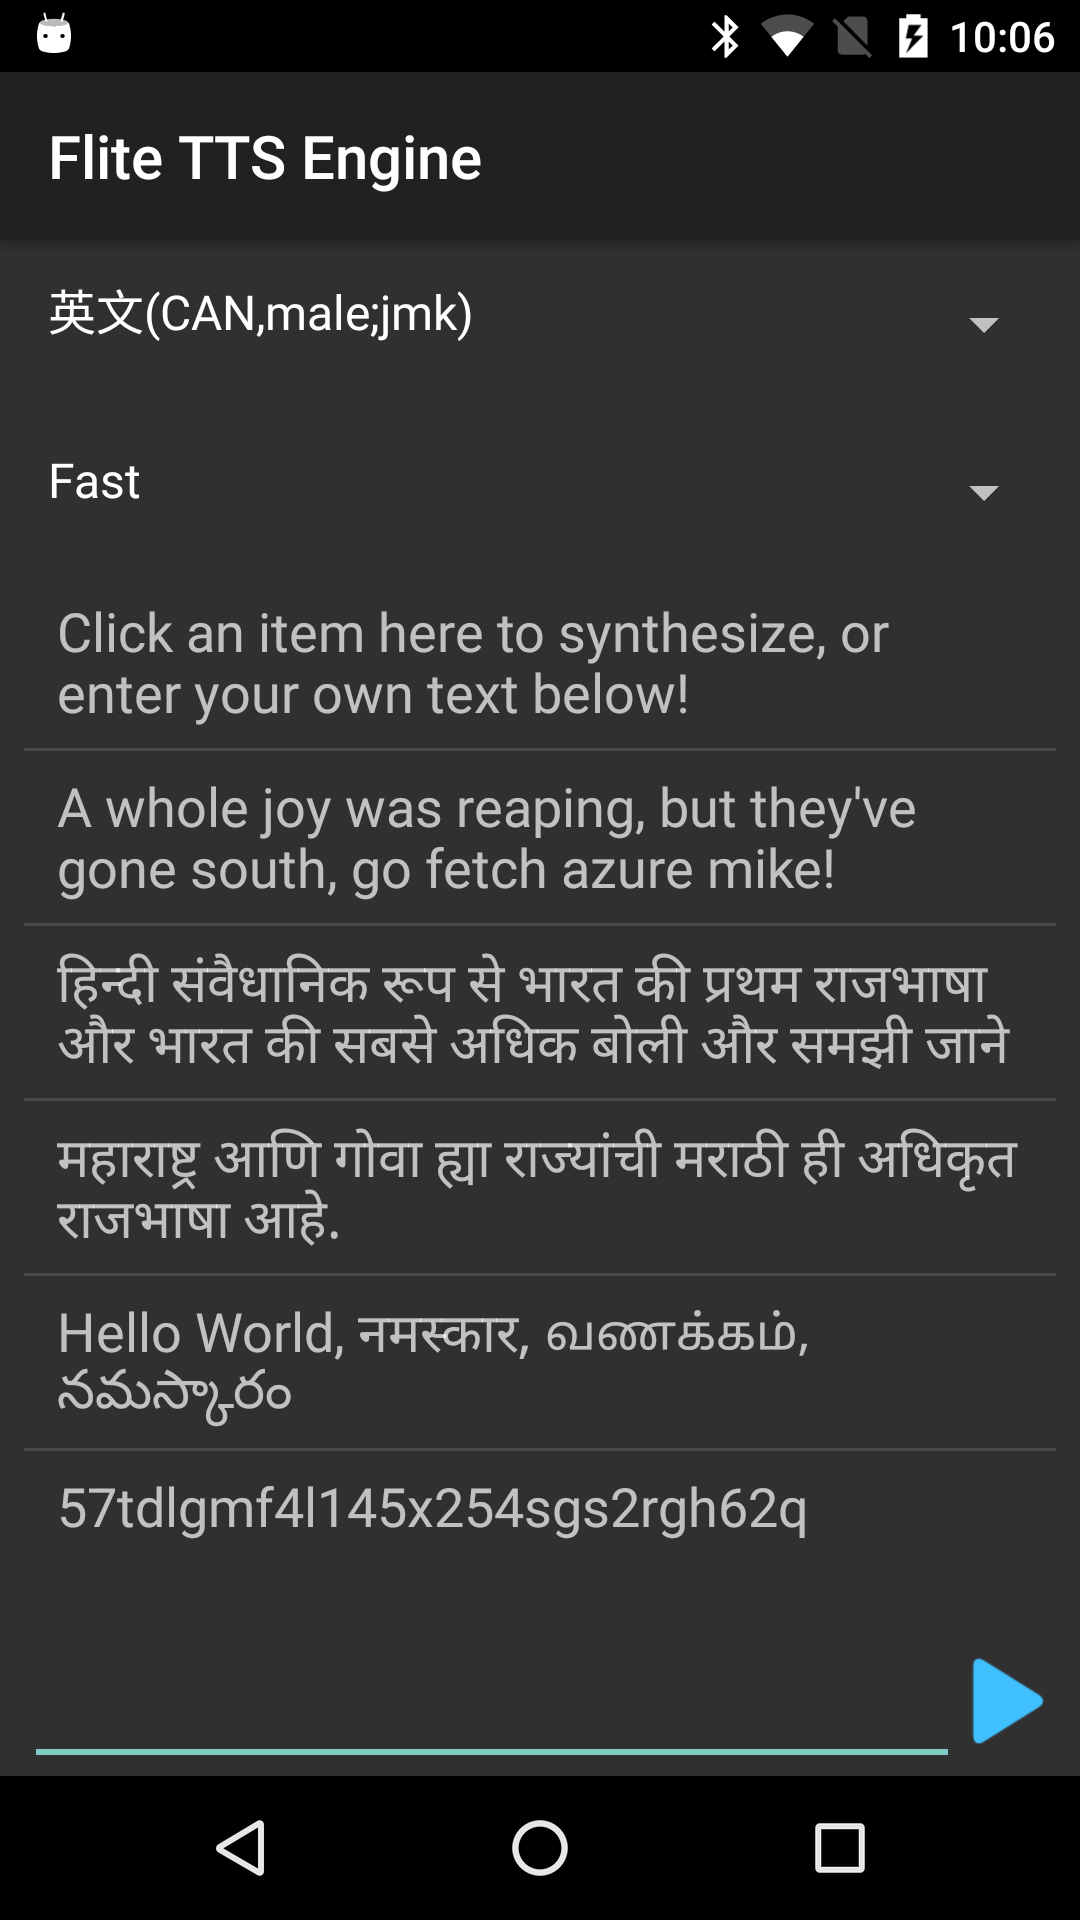 10:06
Flite TTS Engine
英文(CAN,male;jmk)
Fast
Click an item here to synthesize, or
enter your own text below!
A whole joy was reaping, but they've
gone south, go fetch azure mike!
हिन्दी संवैधानिक रूप से भारत की प्रथम राजभाषा
और भारत की सबसे अधिक बोली और समझी जाने
महाराष्ट्र आणि गोवा ह्या राज्यांची मराठी ही अधिकृत
राजभाषा आहे.
Hello World, नमस्कार, வணக்கம்,
నమస్కారం
57tdlgmf4l145x254sgs2rgh62q